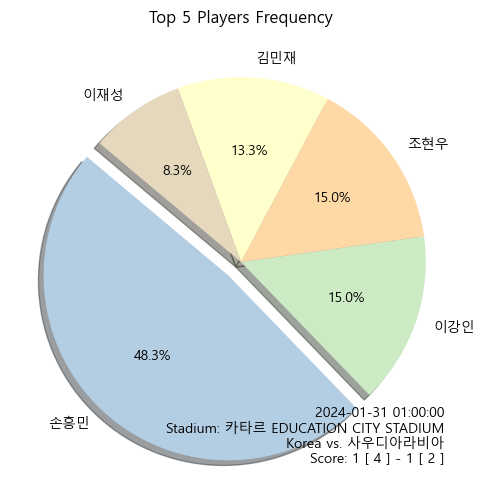 Top 5 Players Frequency
김민재
이재성
13.3%
조현우
8.3%
15.0%
15.0%
이강인
48.3%
손흥민
2024-01-31 01:00:00
Stadium: 카타르 EDUCATION CITY STADIUM
Korea vs. 사우디아라비아
Score: 1 [ 4 ] - 1 [ 2 ]